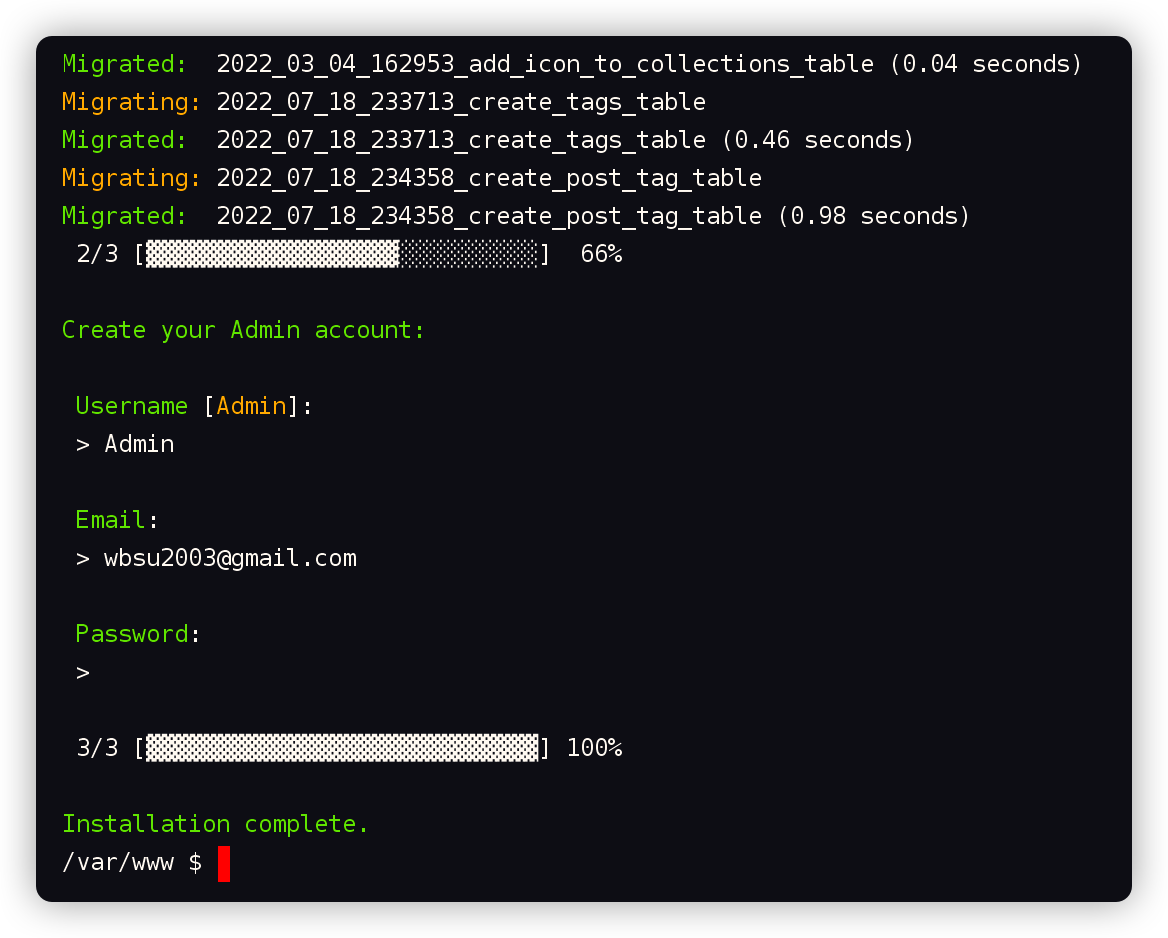 Migrated:  2022_03_04_162953_add_icon_to_collections_table (0.04 seconds)
Migrating: 2022_07_18_233713_create_tags_table
Migrated:  2022_07_18_233713_create_tags_table (0.46 seconds)
Migrating: 2022_07_18_234358_create_post_tag_table
Migrated:  2022_07_18_234358_create_post_tag_table (0.98 seconds)
2/3 [▓▓▓▓▓▓▓▓▓▓▓▓▓▓▓▓▓▓░░░░░░░░░░]  66%
Create your Admin account:
Username [Admin]:
> Admin
Email:
> wbsu2003@gmail.com
Password:
>
3/3 [▓▓▓▓▓▓▓▓▓▓▓▓▓▓▓▓▓▓▓▓▓▓▓▓▓▓▓▓] 100%
Installation complete.
/var/www $